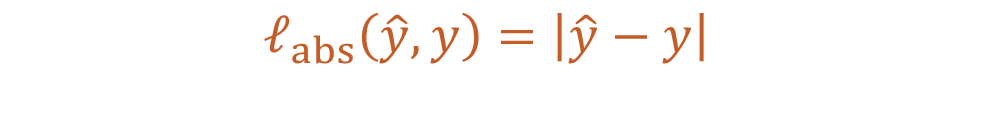 ℓ_abs(ŷ, y) = |ŷ − y|